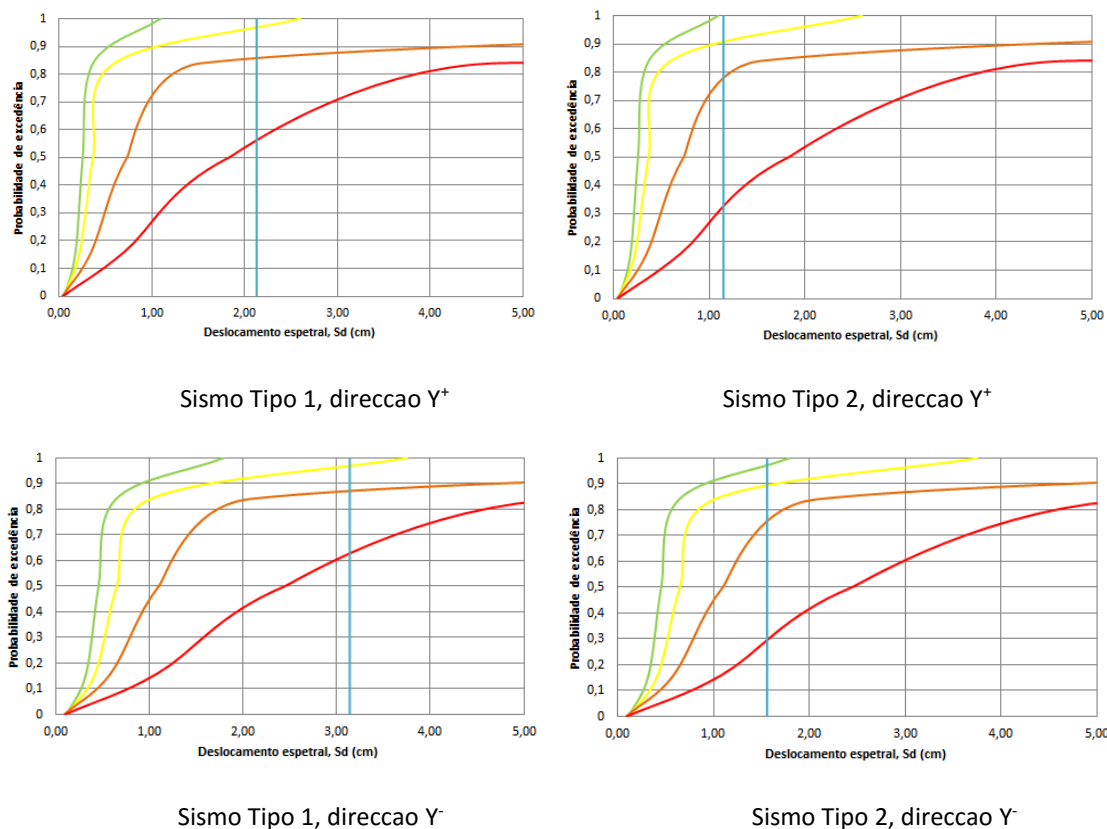 Probabilidade de excedência
1
0,9
0,8
0,7
0,6
0,5
0,4
0,3
0,2
0,1
0
0,00 1,00 2,00 3,00 4,00 5,00
Deslocamento espetral, Sd (cm)
Sismo Tipo 1, direccao Y⁺
Probabilidade de excedência
1
0,9
0,8
0,7
0,6
0,5
0,4
0,3
0,2
0,1
0
0,00 1,00 2,00 3,00 4,00 5,00
Deslocamento espetral, Sd (cm)
Sismo Tipo 2, direccao Y⁺
Probabilidade de excedência
1
0,9
0,8
0,7
0,6
0,5
0,4
0,3
0,2
0,1
0
0,00 1,00 2,00 3,00 4,00 5,00
Deslocamento espetral, Sd (cm)
Sismo Tipo 1, direccao Y⁻
Probabilidade de excedência
1
0,9
0,8
0,7
0,6
0,5
0,4
0,3
0,2
0,1
0
0,00 1,00 2,00 3,00 4,00 5,00
Deslocamento espetral, Sd (cm)
Sismo Tipo 2, direccao Y⁻